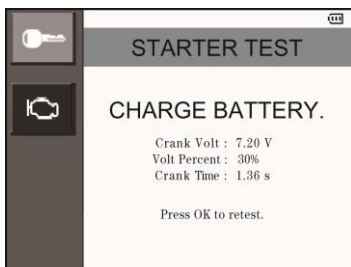 STARTER TEST
CHARGE BATTERY.
Crank Volt : 7.20 V
Volt Percent : 30%
Crank Time : 1.36 s
Press OK to retest.